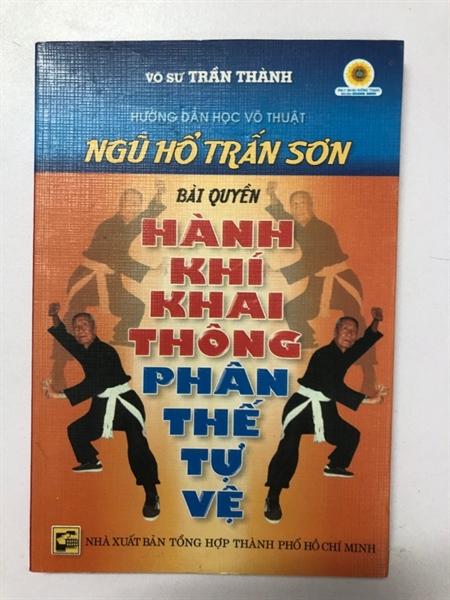 VÕ SƯ TRẦN THÀNH
HƯỚNG DẪN HỌC VÕ THUẬT
NGŨ HỔ TRẤN SƠN
BÀI QUYỀN
HÀNH
KHÍ
KHAI
THÔNG
PHÂN
THẾ
TỰ
VỆ
NHÀ XUẤT BẢN TỔNG HỢP THÀNH PHỐ HỒ CHÍ MINH